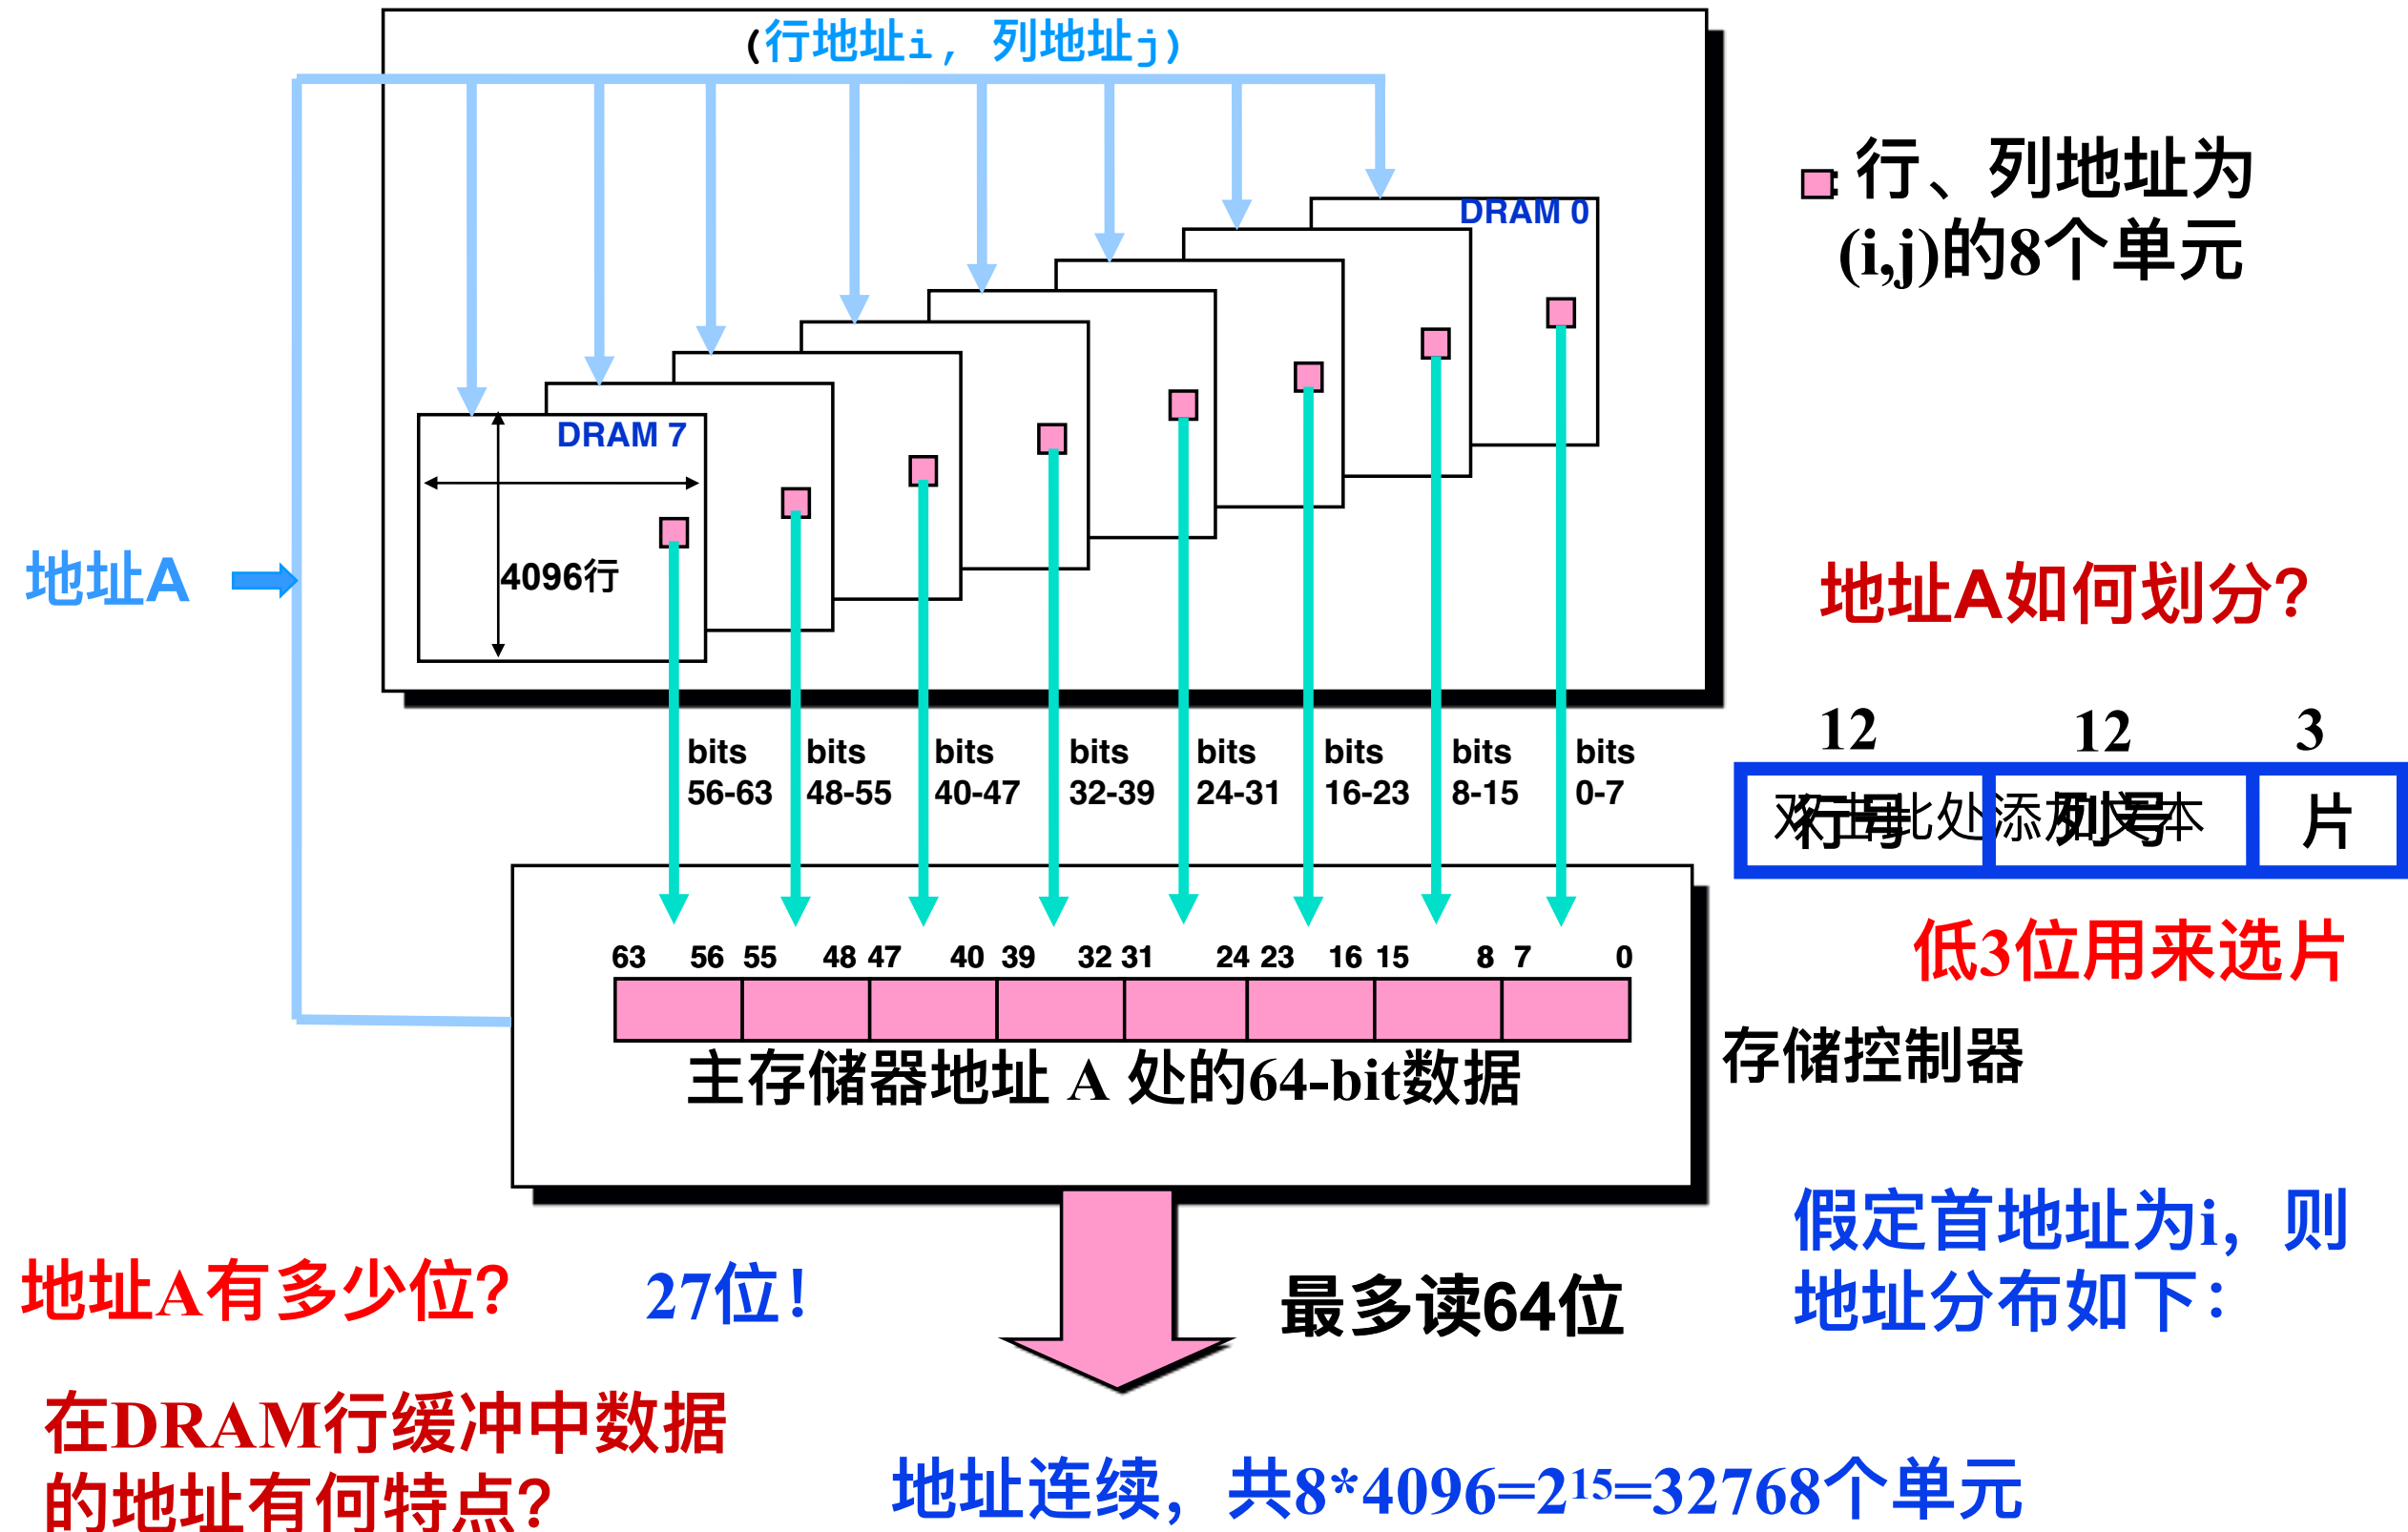 (行地址i, 列地址j)
DRAM 0
: 行、列地址为
(i,j)的8个单元
DRAM 7
4096行
地址A
地址A如何划分?
12 12 3
行号 列号 片
双击此处添加文本
低3位用来选片
bits 56-63
bits 48-55
bits 40-47
bits 32-39
bits 24-31
bits 16-23
bits 8-15
bits 0-7
63 56 55 48 47 40 39 32 31 24 23 16 15 8 7 0
主存储器地址 A 处的64-bit数据
存储控制器
假定首地址为i, 则
地址分布如下:
地址A有多少位?
27位!
最多读64位
在DRAM行缓冲中数据
的地址有何特点?
地址连续, 共8*4096=2¹⁵=32768个单元